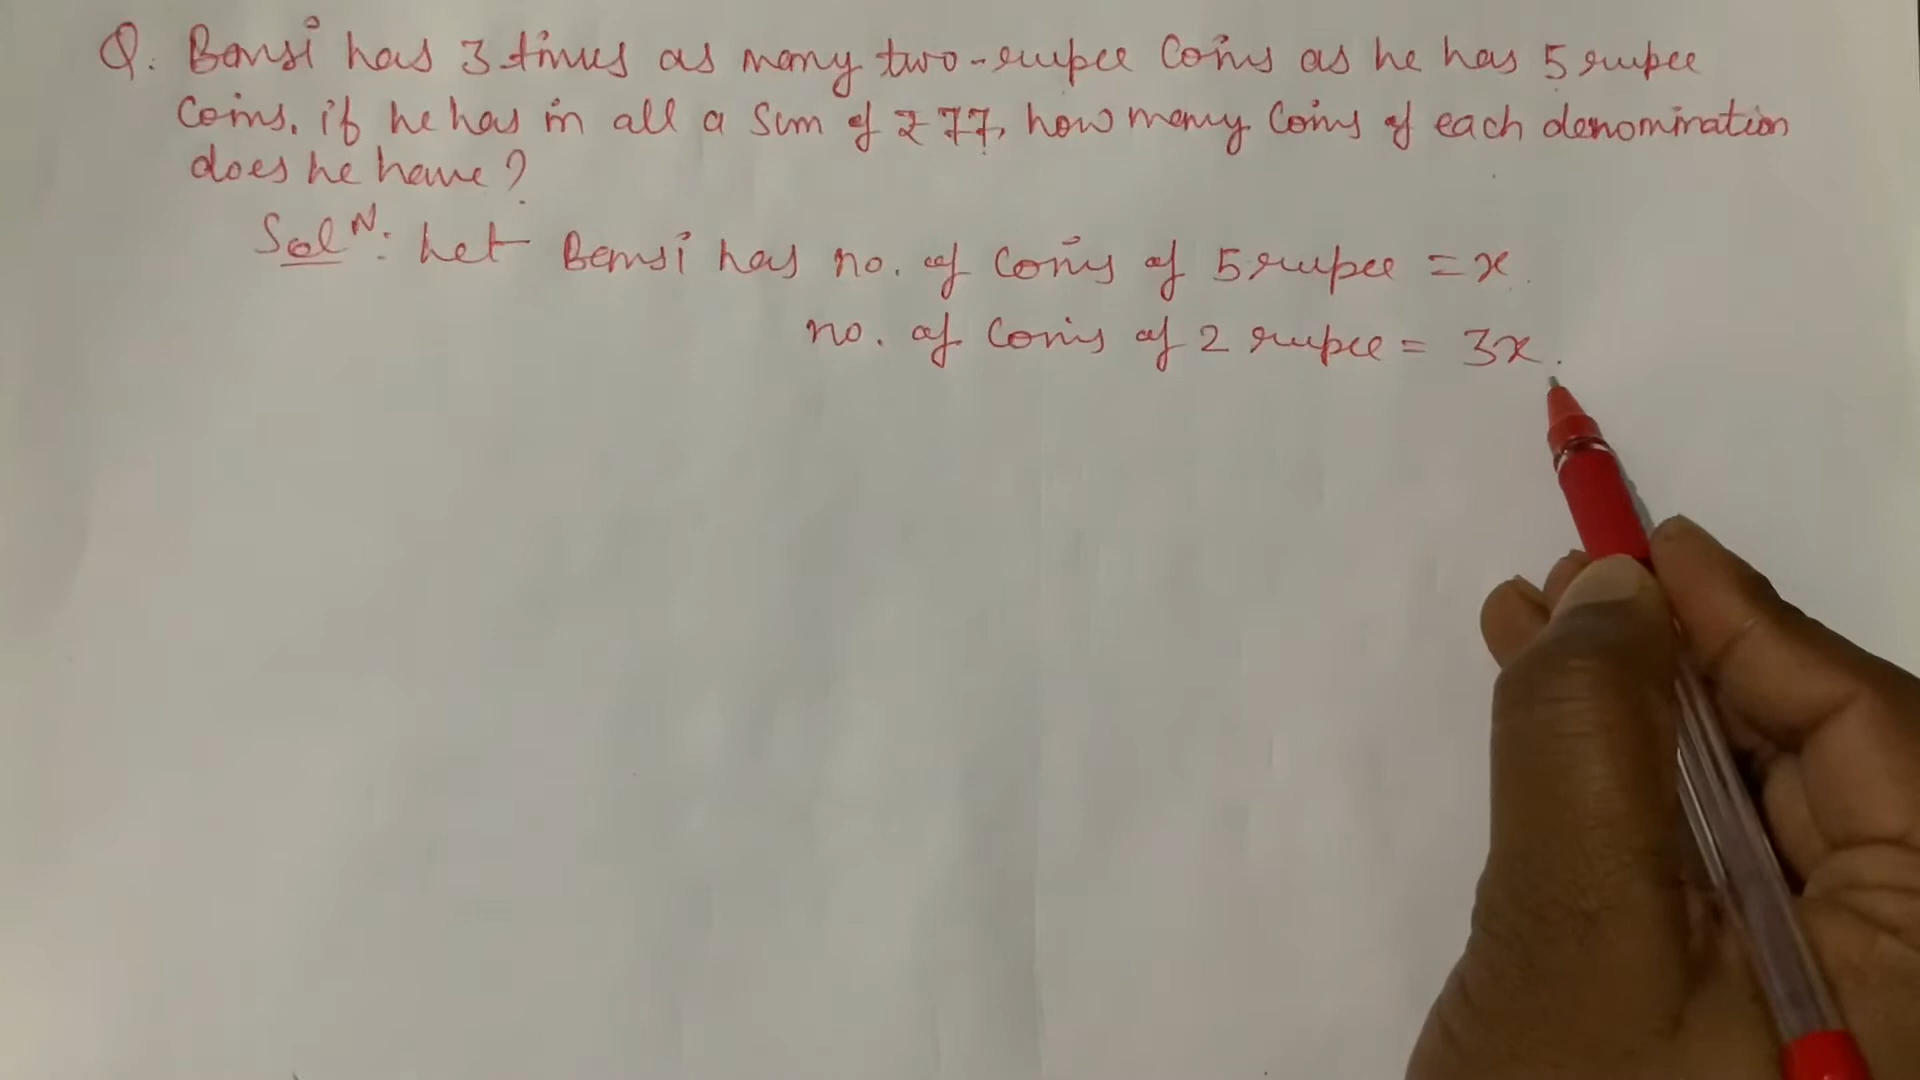 Q. Bansi has 3 times as many two-rupee coins as he has 5 rupee
coins. if he has in all a sum of ₹77, how many coins of each denomination
does he have?
Solᴺ: Let Bansi has no. of coins of 5 rupee = x.
no. of coins of 2 rupee = 3x.